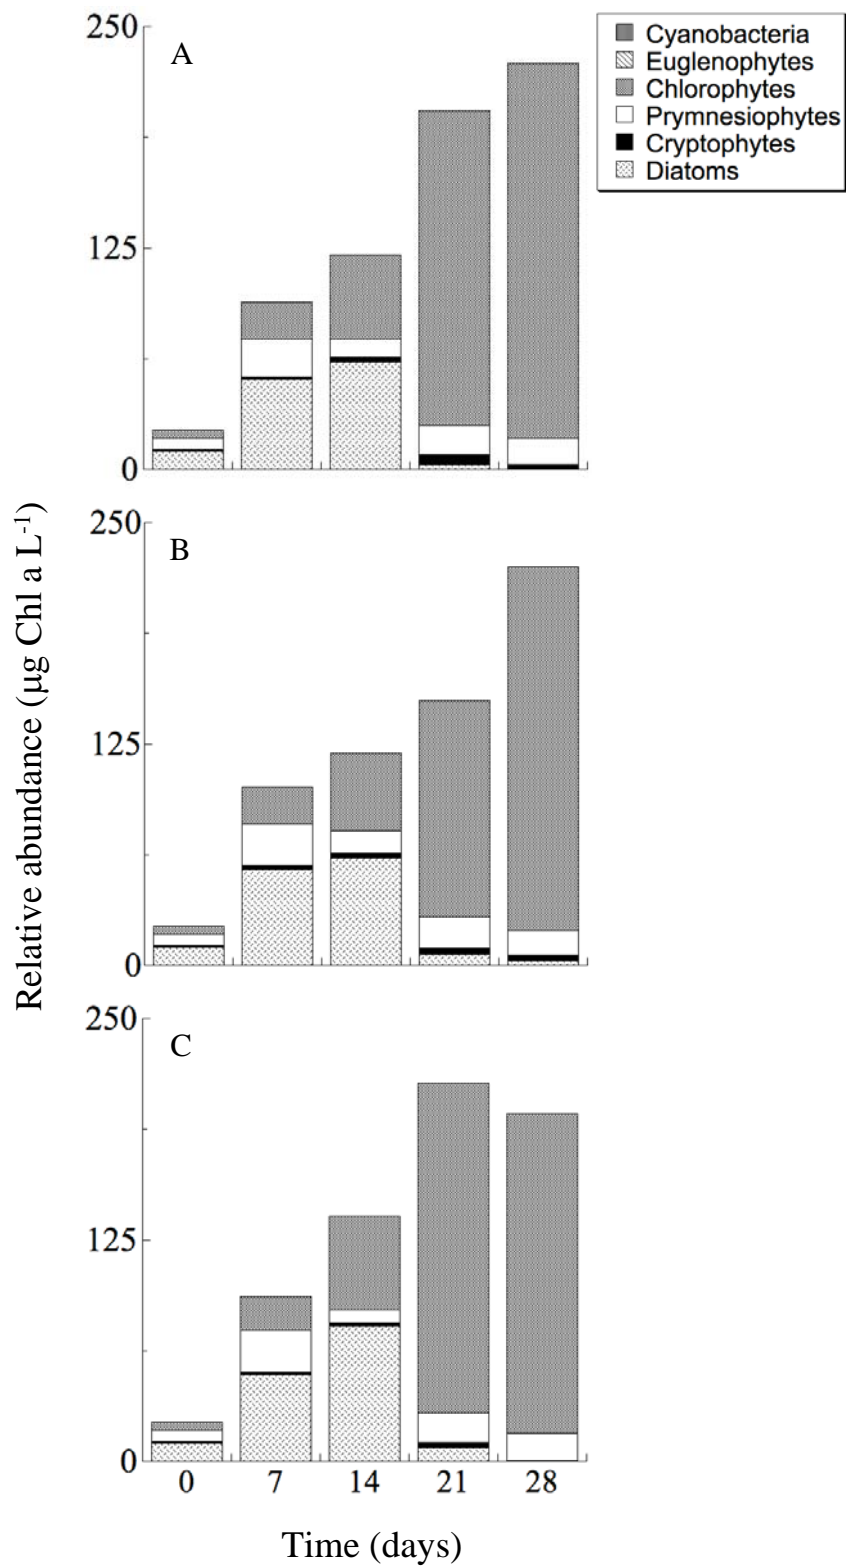 250
A
125
0
Cyanobacteria
Euglenophytes
Chlorophytes
Prymnesiophytes
Cryptophytes
Diatoms
Relative abundance (µg Chl a L-1)
250
B
125
0
250
C
125
0
0 7 14 21 28
Time (days)